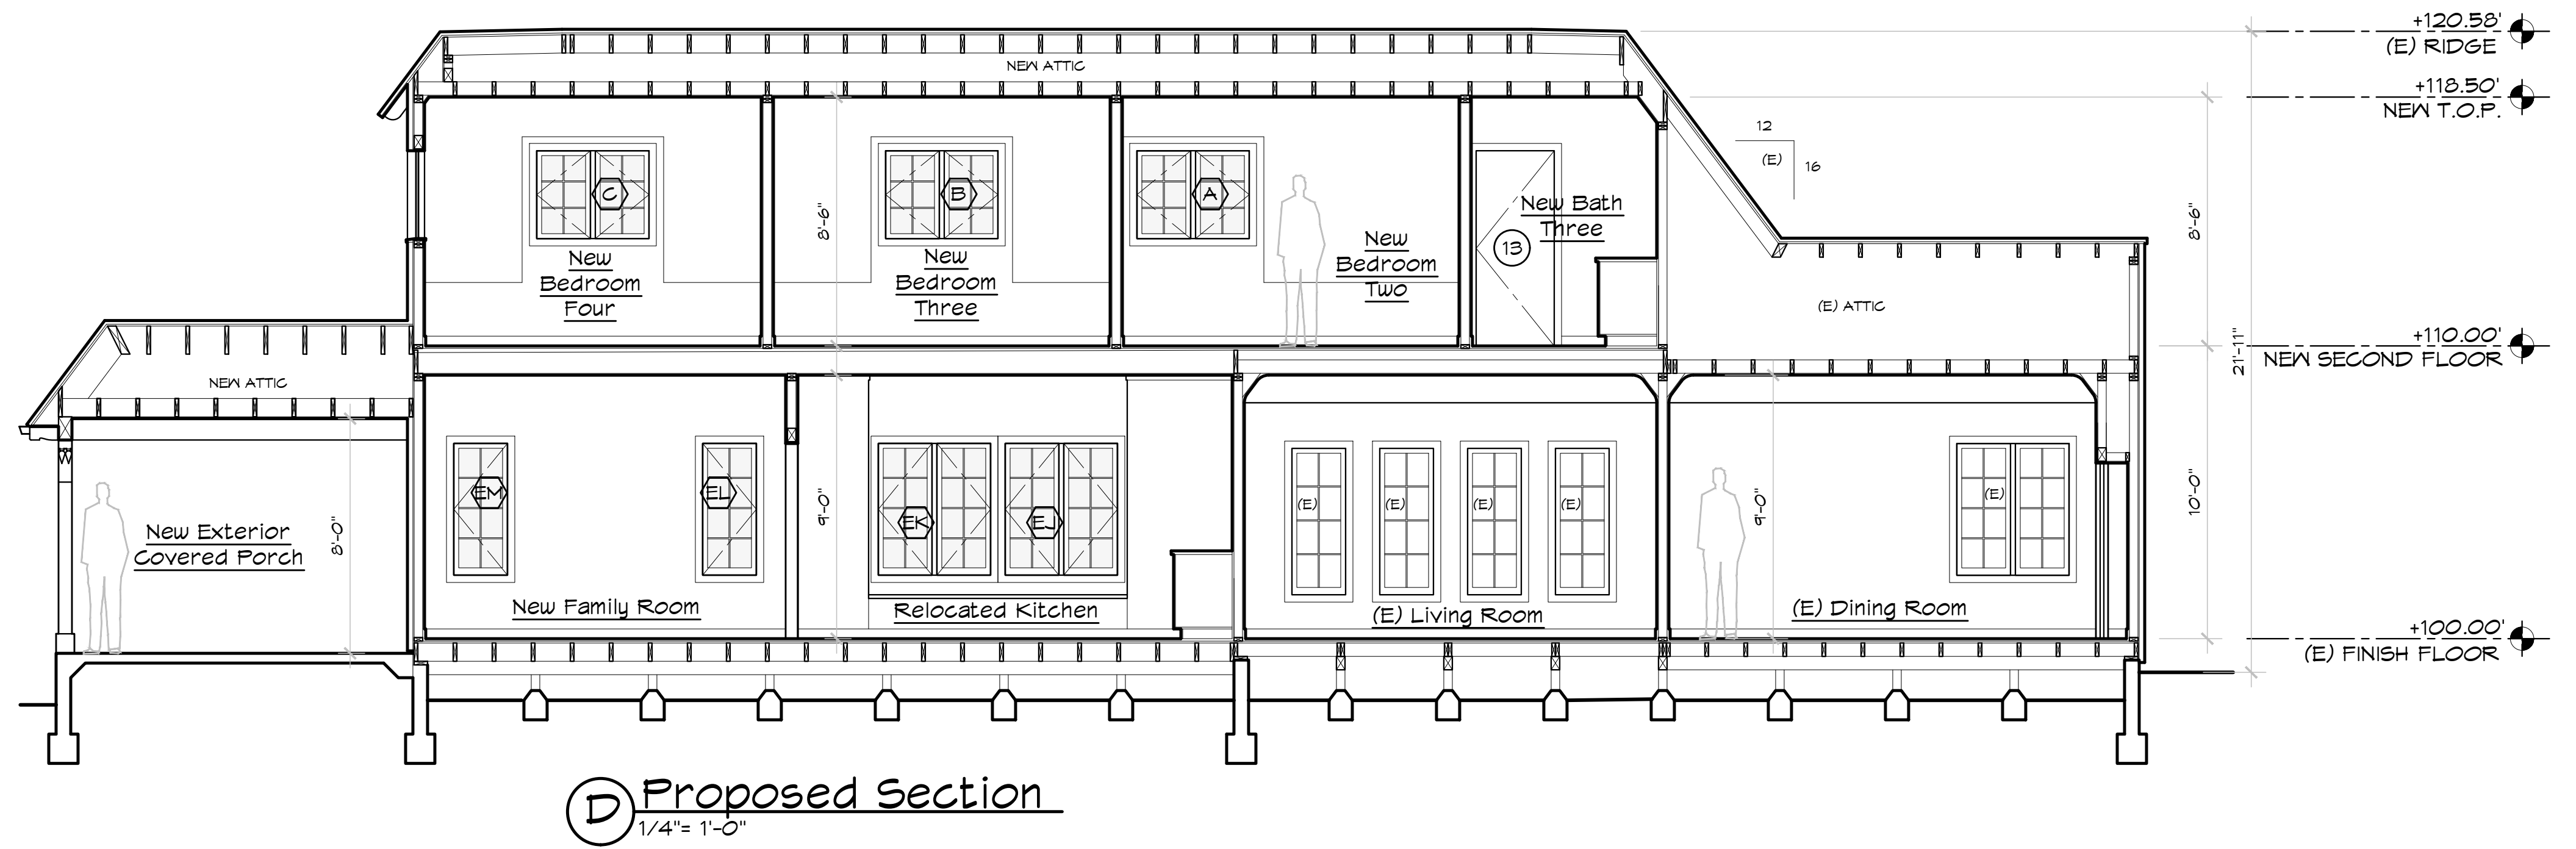 +120.58'
(E) RIDGE
NEW ATTIC
+118.50'
NEW T.O.P.
12
(E)
16
C
B
A
8'-6"
New Bath
Three
13
8'-6"
New
Bedroom
Four
New
Bedroom
Three
New
Bedroom
Two
(E) ATTIC
+110.00'
NEW SECOND FLOOR
21'-11"
NEW ATTIC
EM
EL
EK
EJ
9'-0"
(E)
(E)
(E)
(E)
9'-0"
(E)
10'-0"
New Exterior
Covered Porch
8'-0"
New Family Room
Relocated Kitchen
(E) Living Room
(E) Dining Room
+100.00'
(E) FINISH FLOOR
D
Proposed Section
1/4"= 1'-0"